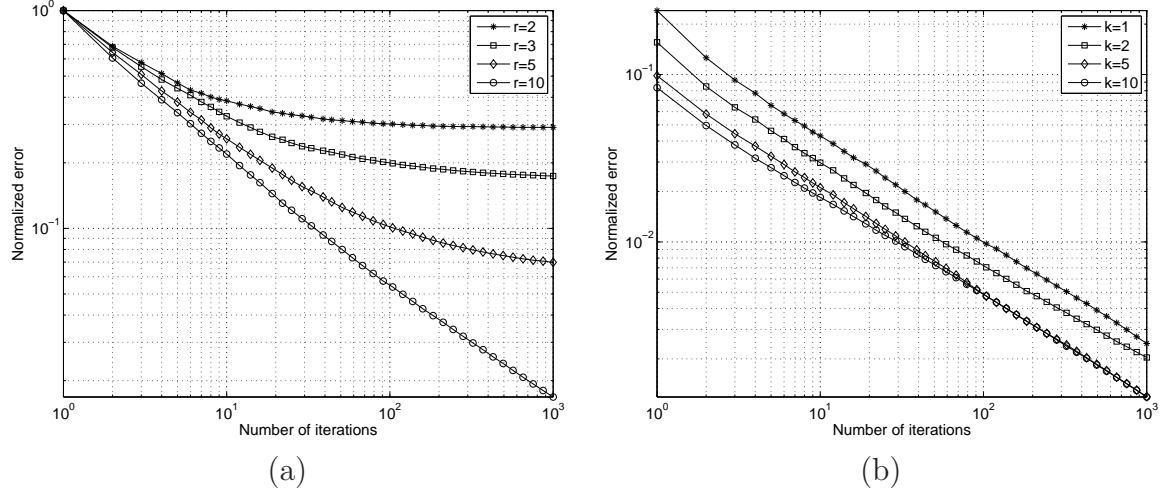 10^0
10^-1
10^0
10^1
10^2
10^3
Number of iterations
Normalized error
r=2
r=3
r=5
r=10
(a)
10^-1
10^-2
10^0
10^1
10^2
10^3
Number of iterations
Normalized error
k=1
k=2
k=5
k=10
(b)